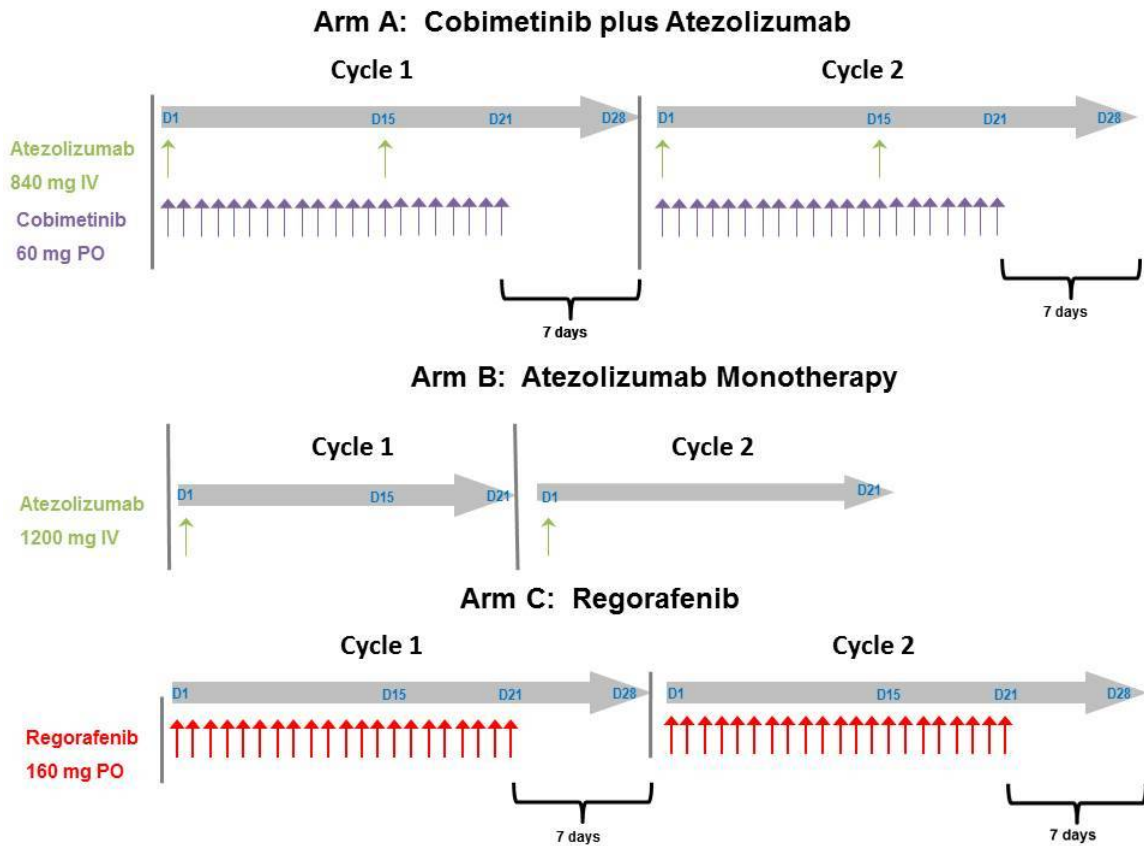 Arm A:  Cobimetinib plus Atezolizumab
Cycle 1
Cycle 2
D1 D15 D21 D28
D1 D15 D21 D28
Atezolizumab
840 mg IV
Cobimetinib
60 mg PO
7 days
7 days
Arm B:  Atezolizumab Monotherapy
Cycle 1
Cycle 2
D1 D15 D21
D1 D21
Atezolizumab
1200 mg IV
Arm C:  Regorafenib
Cycle 1
Cycle 2
D1 D15 D21 D28
D1 D15 D21 D28
Regorafenib
160 mg PO
7 days
7 days